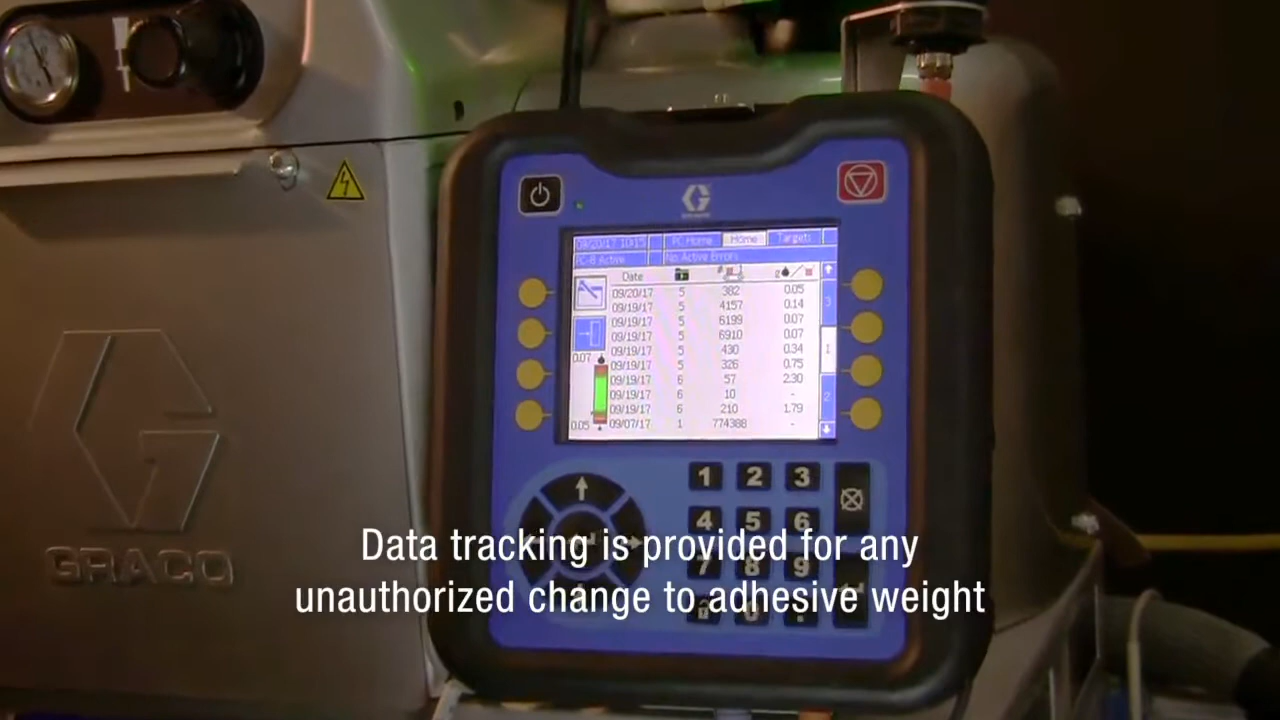 09/20/17 10:15 PC Home Home Targets
PC-8 Active No Active Errors
Date # g
09/20/17 5 382 0.05
09/19/17 5 4157 0.14
09/19/17 5 6199 0.07
09/19/17 5 6910 0.07
09/19/17 5 430 0.34
09/19/17 5 326 0.75
09/19/17 6 57 2.30
09/19/17 6 10 -
09/19/17 6 210 1.79
09/07/17 1 774388 -
0.07
0.05
3
1
2
1 2 3
4 5 6
7 8 9
0 .
GRACO
Data tracking is provided for any
unauthorized change to adhesive weight